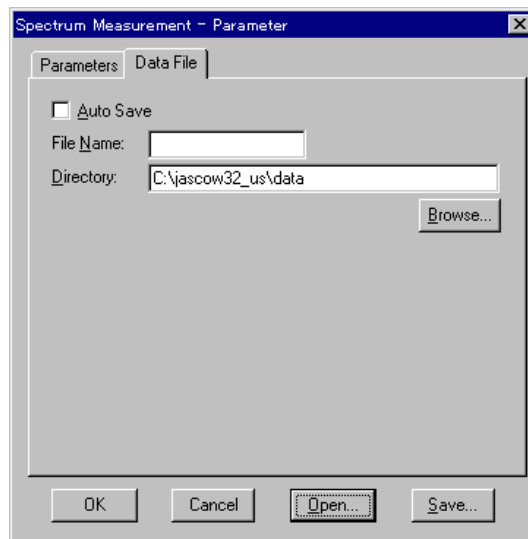 Spectrum Measurement - Parameter
Parameters Data File
Auto Save
File Name:
Directory: C:\jascow32_us\data
Browse...
OK Cancel Open... Save...